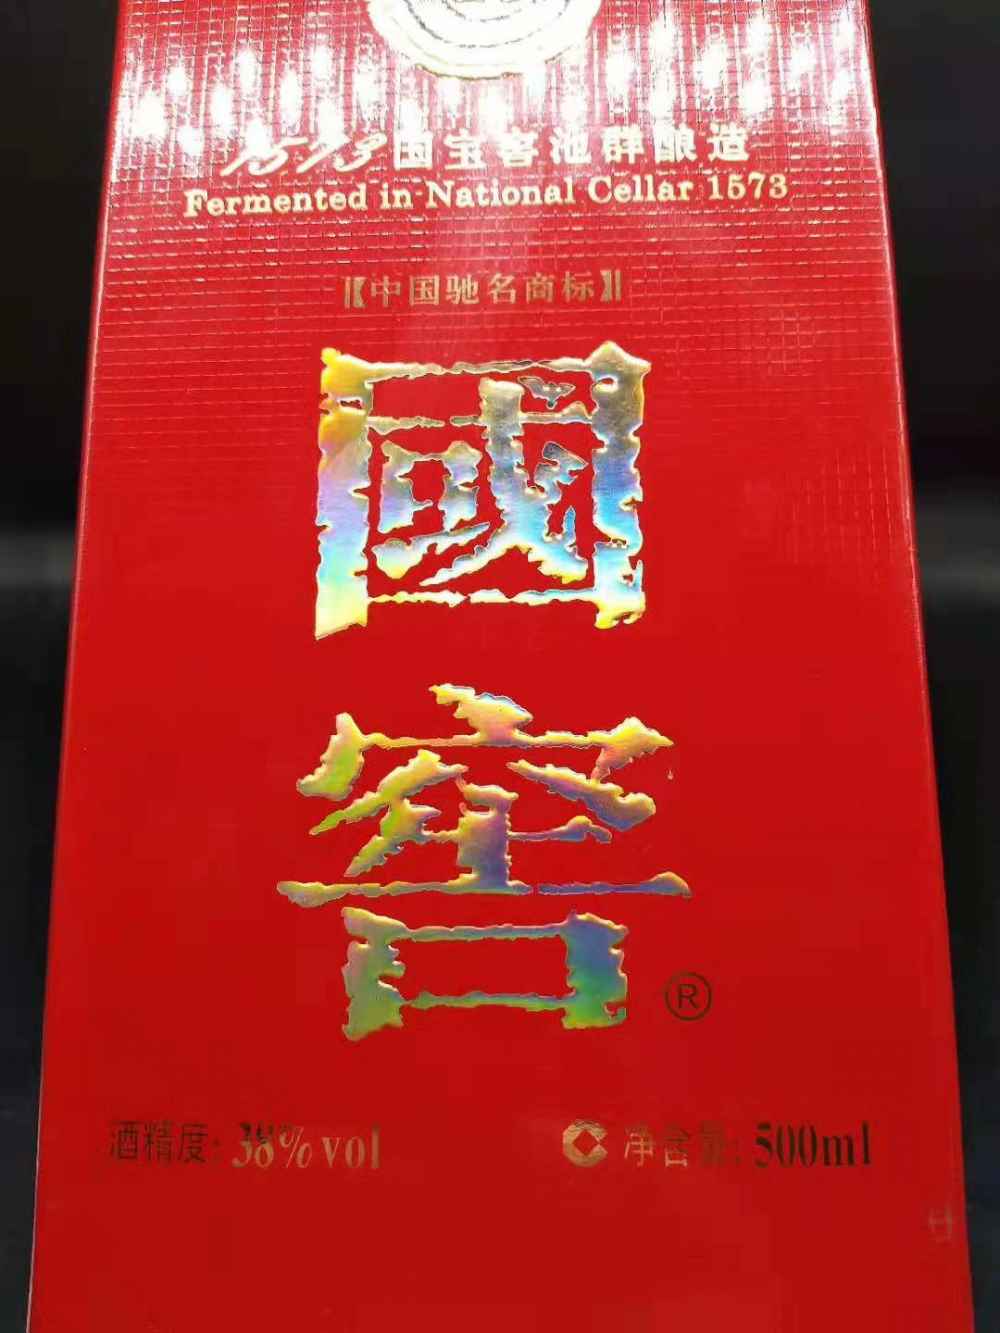 1573国宝窖池群酿造
Fermented in National Cellar 1573
【中国驰名商标】
國
窖
®
酒精度: 38%vol
净含量: 500ml